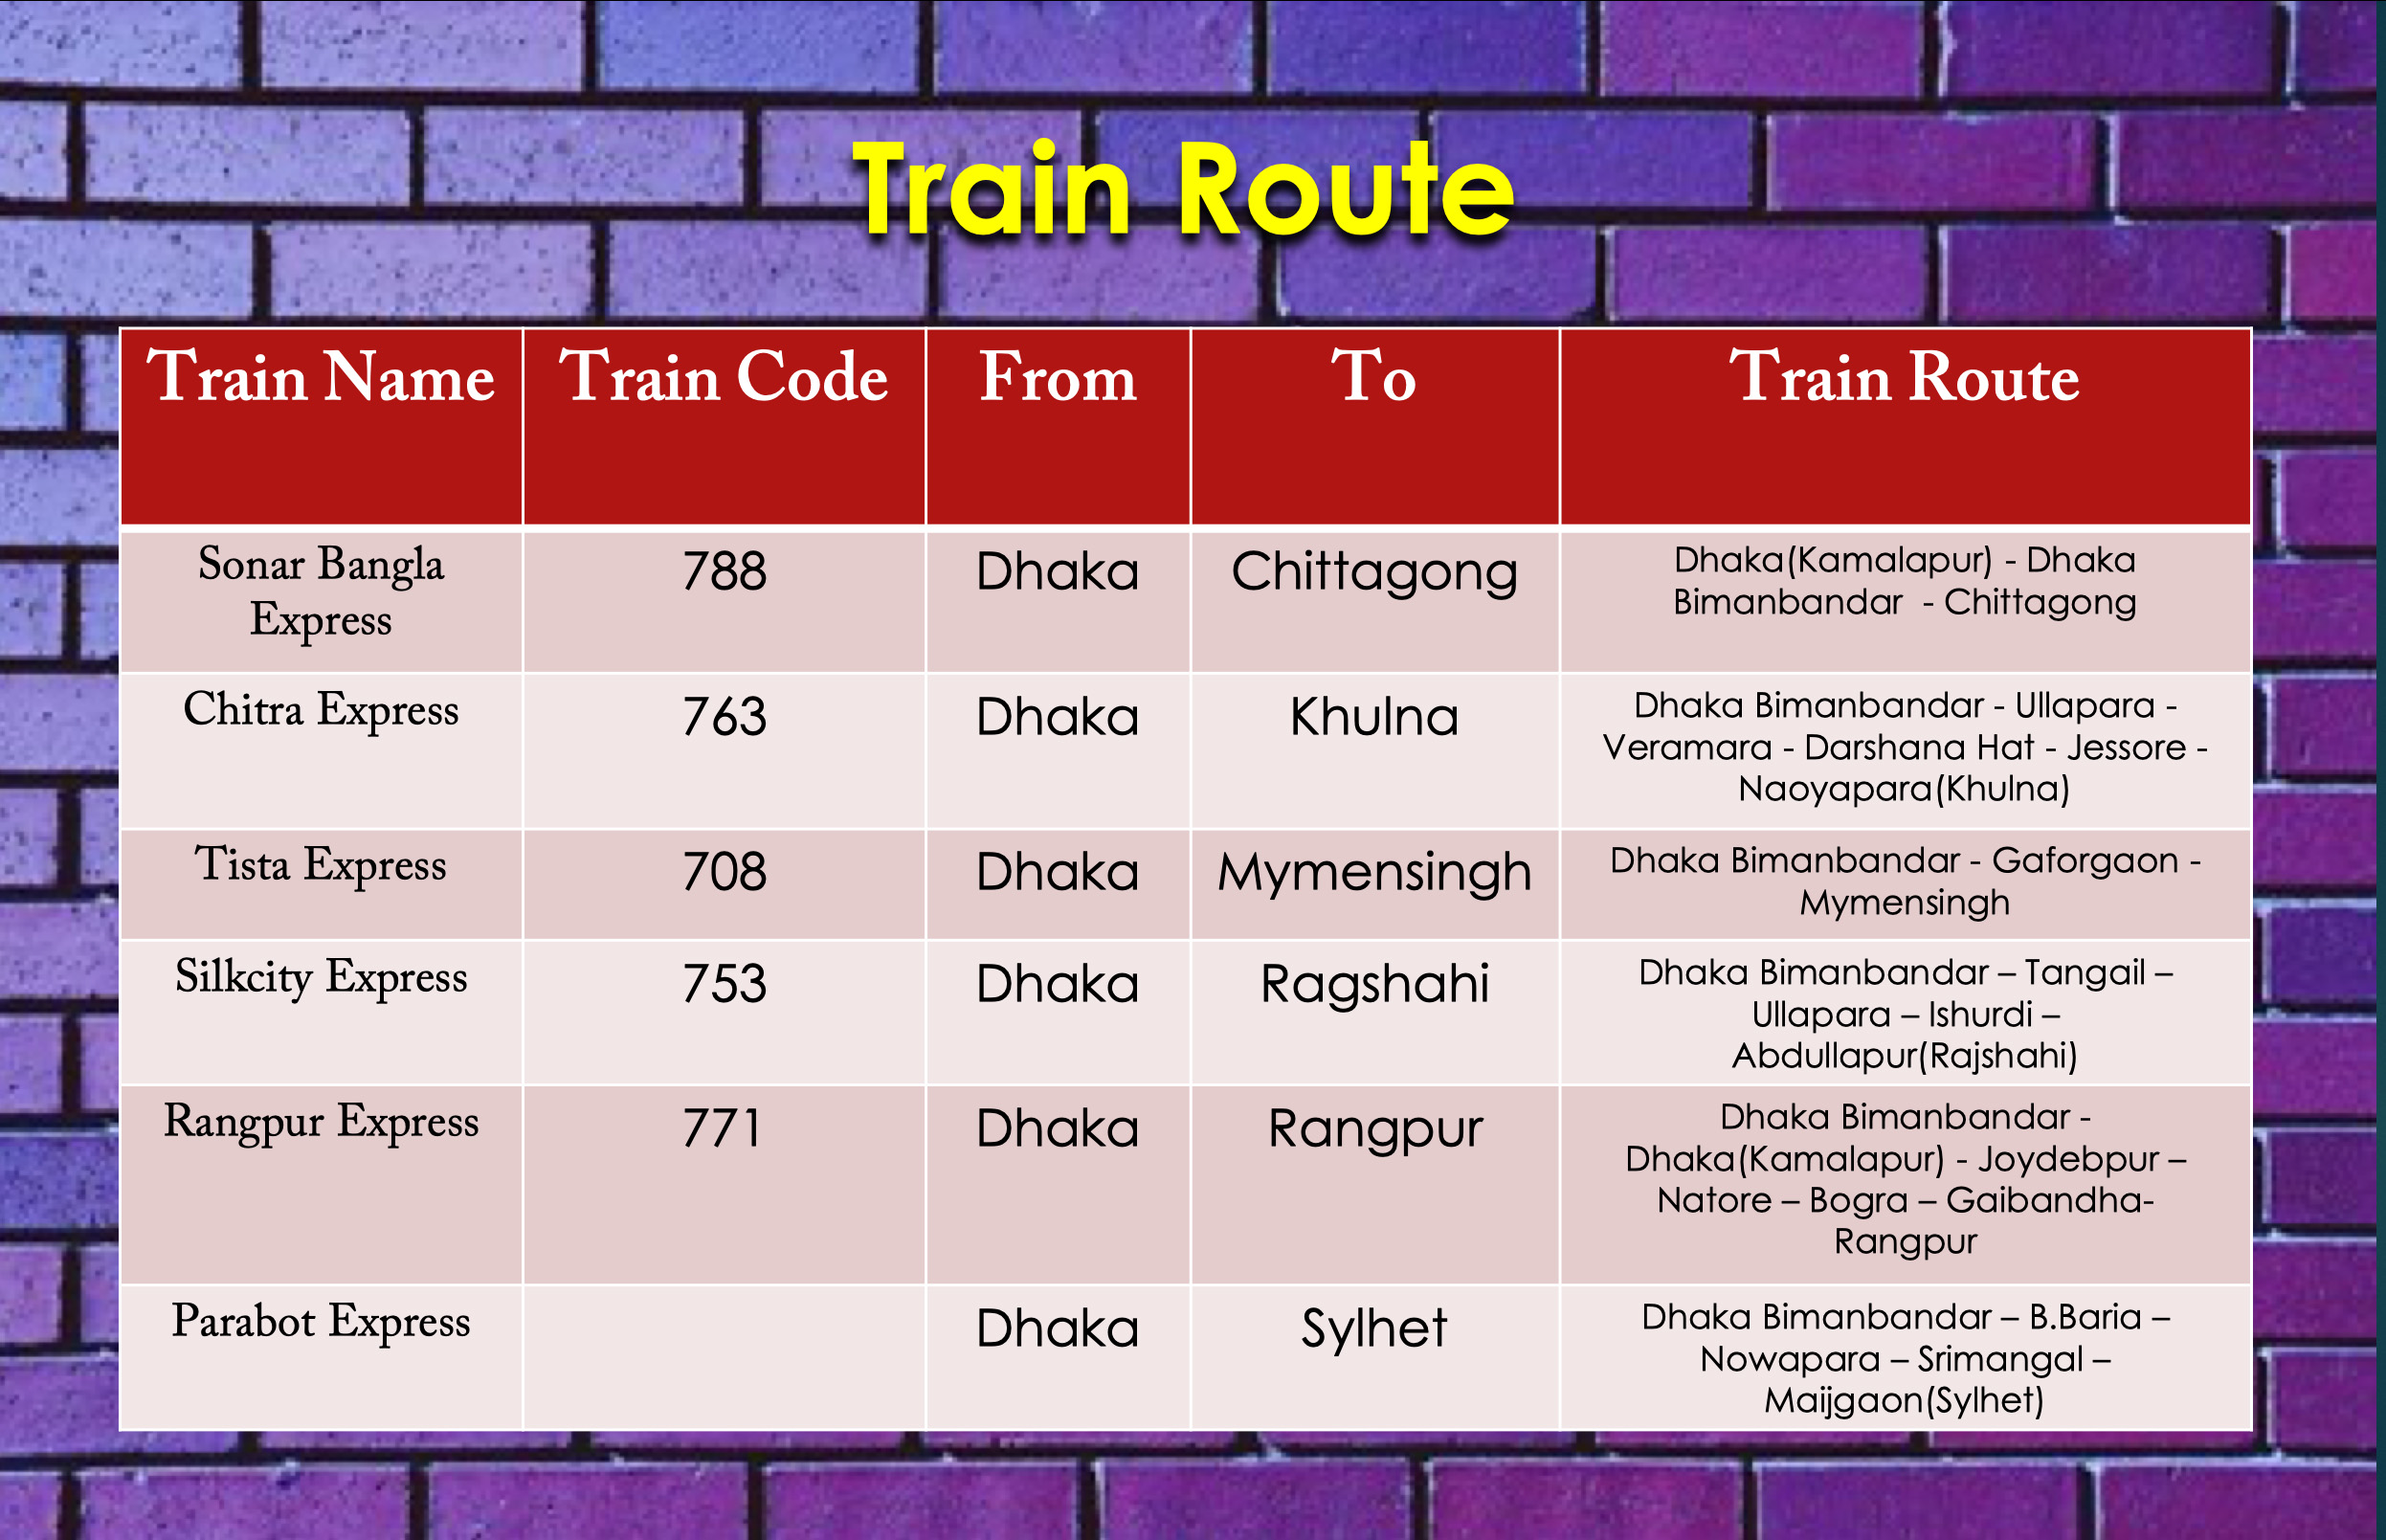 Train Route
Train Name Train Code From To Train Route
Sonar Bangla
Express
788
Dhaka
Chittagong
Dhaka(Kamalapur) - Dhaka
Bimanbandar  - Chittagong
Chitra Express
763
Dhaka
Khulna
Dhaka Bimanbandar - Ullapara -
Veramara - Darshana Hat - Jessore -
Naoyapara(Khulna)
Tista Express
708
Dhaka
Mymensingh
Dhaka Bimanbandar - Gaforgaon -
Mymensingh
Silkcity Express
753
Dhaka
Ragshahi
Dhaka Bimanbandar – Tangail –
Ullapara – Ishurdi –
Abdullapur(Rajshahi)
Rangpur Express
771
Dhaka
Rangpur
Dhaka Bimanbandar -
Dhaka(Kamalapur) - Joydebpur –
Natore – Bogra – Gaibandha-
Rangpur
Parabot Express
Dhaka
Sylhet
Dhaka Bimanbandar – B.Baria –
Nowapara – Srimangal –
Maijgaon(Sylhet)